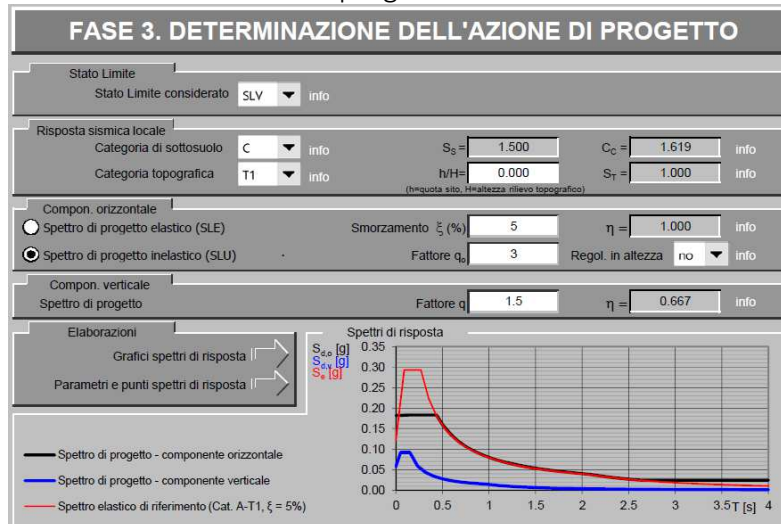 FASE 3. DETERMINAZIONE DELL'AZIONE DI PROGETTO
Stato Limite
Stato Limite considerato SLV info
Risposta sismica locale
Categoria di sottosuolo C info S_S = 1.500 C_C = 1.619 info
Categoria topografica T1 info h/H= 0.000 S_T = 1.000 info
(h=quota sito, H=altezza rilievo topografico)
Compon. orizzontale
Spettro di progetto elastico (SLE) Smorzamento ξ (%) 5 η = 1.000 info
Spettro di progetto inelastico (SLU) Fattore q_o 3 Regol. in altezza no info
Compon. verticale
Spettro di progetto Fattore q 1.5 η = 0.667 info
Elaborazioni
Grafici spettri di risposta
Parametri e punti spettri di risposta
Spettri di risposta
S_d,o [g]
S_d,v [g]
S_e [g]
0.35
0.30
0.25
0.20
0.15
0.10
0.05
0.00
0 0.5 1 1.5 2 2.5 3 3.5 T [s] 4
Spettro di progetto - componente orizzontale
Spettro di progetto - componente verticale
Spettro elastico di riferimento (Cat. A-T1, ξ = 5%)